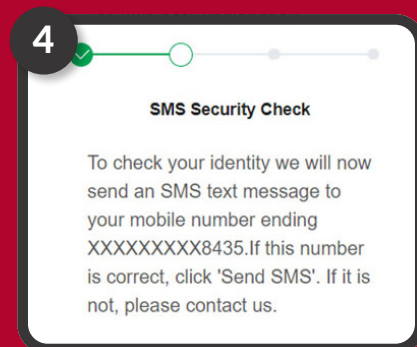 4
SMS Security Check
To check your identity we will now
send an SMS text message to
your mobile number ending
XXXXXXXXX8435.If this number
is correct, click 'Send SMS'. If it is
not, please contact us.